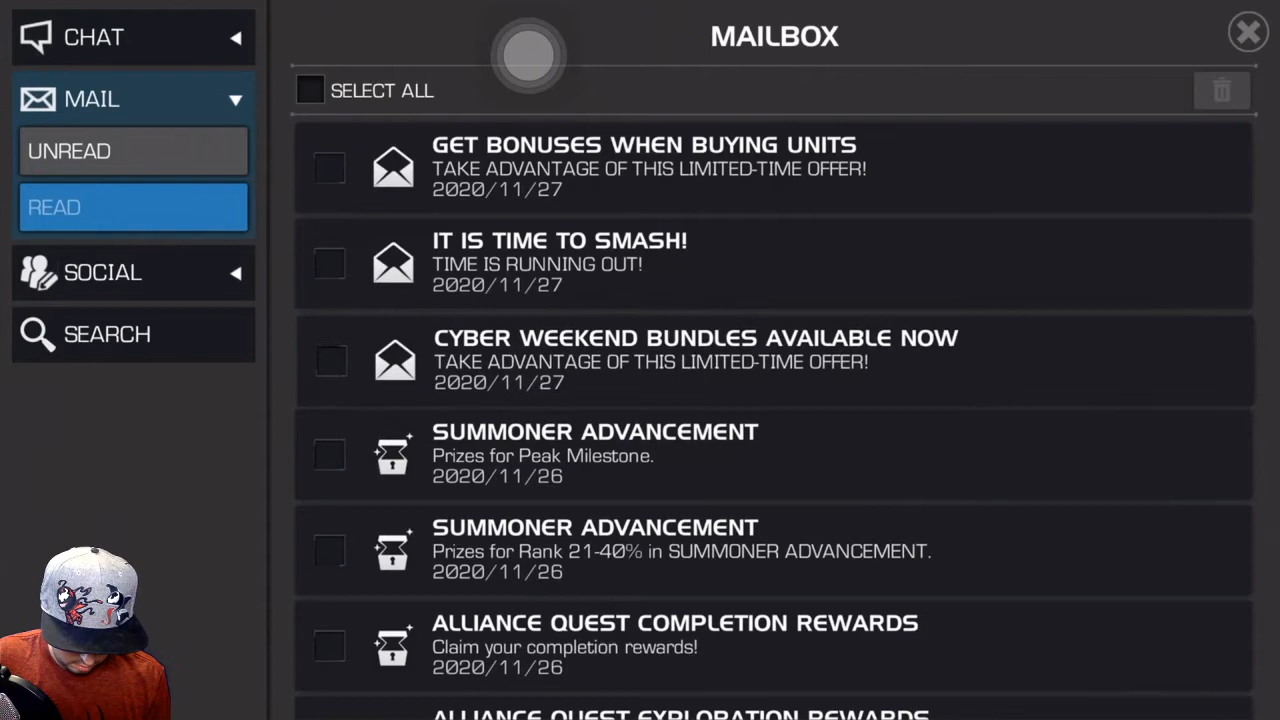 CHAT
MAIL
UNREAD
READ
SOCIAL
SEARCH
MAILBOX
SELECT ALL
GET BONUSES WHEN BUYING UNITS
TAKE ADVANTAGE OF THIS LIMITED-TIME OFFER!
2020/11/27
IT IS TIME TO SMASH!
TIME IS RUNNING OUT!
2020/11/27
CYBER WEEKEND BUNDLES AVAILABLE NOW
TAKE ADVANTAGE OF THIS LIMITED-TIME OFFER!
2020/11/27
SUMMONER ADVANCEMENT
Prizes for Peak Milestone.
2020/11/26
SUMMONER ADVANCEMENT
Prizes for Rank 21-40% in SUMMONER ADVANCEMENT.
2020/11/26
ALLIANCE QUEST COMPLETION REWARDS
Claim your completion rewards!
2020/11/26
ALLIANCE QUEST EXPLORATION REWARDS